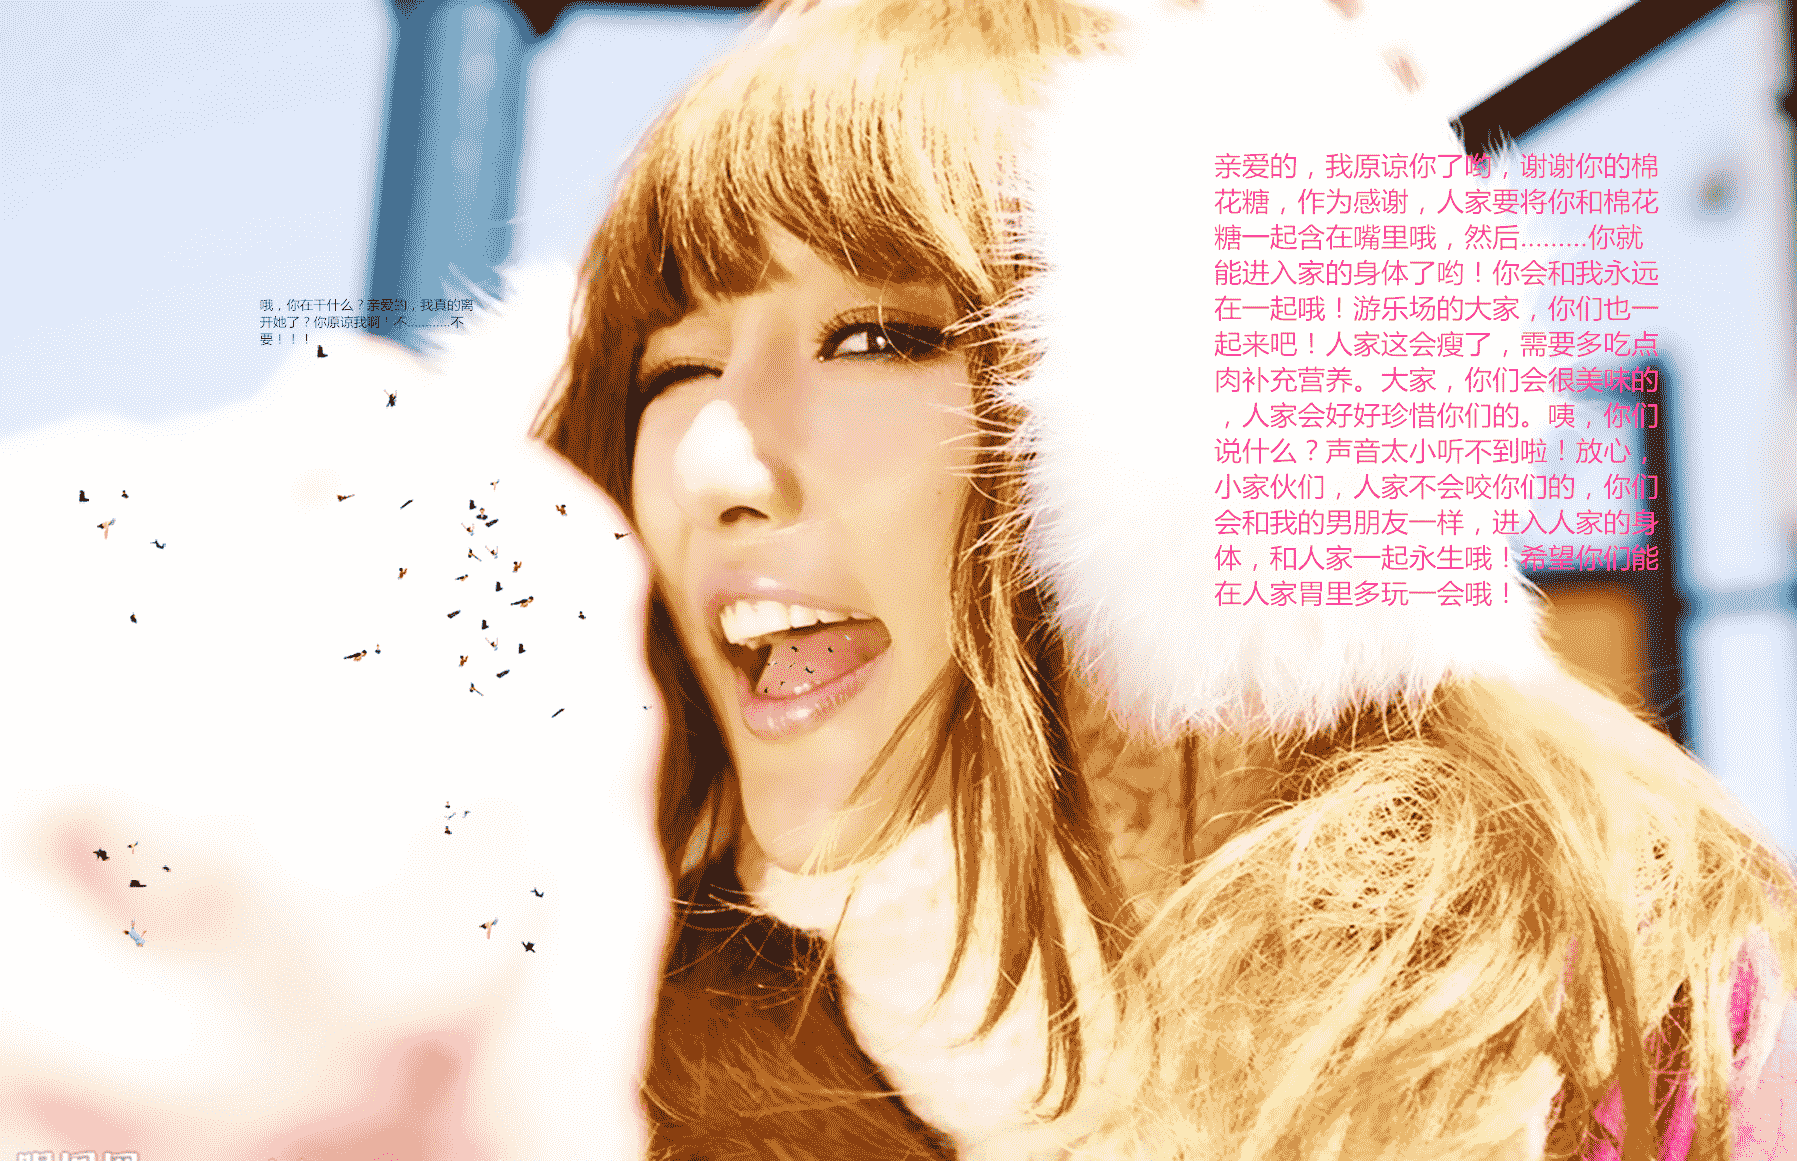 哦，你在干什么？亲爱的，我真的离
开她了？你原谅我啊！不............不
要！！！
亲爱的，我原谅你了哟，谢谢你的棉
花糖，作为感谢，人家要将你和棉花
糖一起含在嘴里哦，然后.........你就
能进入家的身体了哟！你会和我永远
在一起哦！游乐场的大家，你们也一
起来吧！人家这会瘦了，需要多吃点
肉补充营养。大家，你们会很美味的
，人家会好好珍惜你们的。咦，你们
说什么？声音太小听不到啦！放心，
小家伙们，人家不会咬你们的，你们
会和我的男朋友一样，进入人家的身
体，和人家一起永生哦！希望你们能
在人家胃里多玩一会哦！